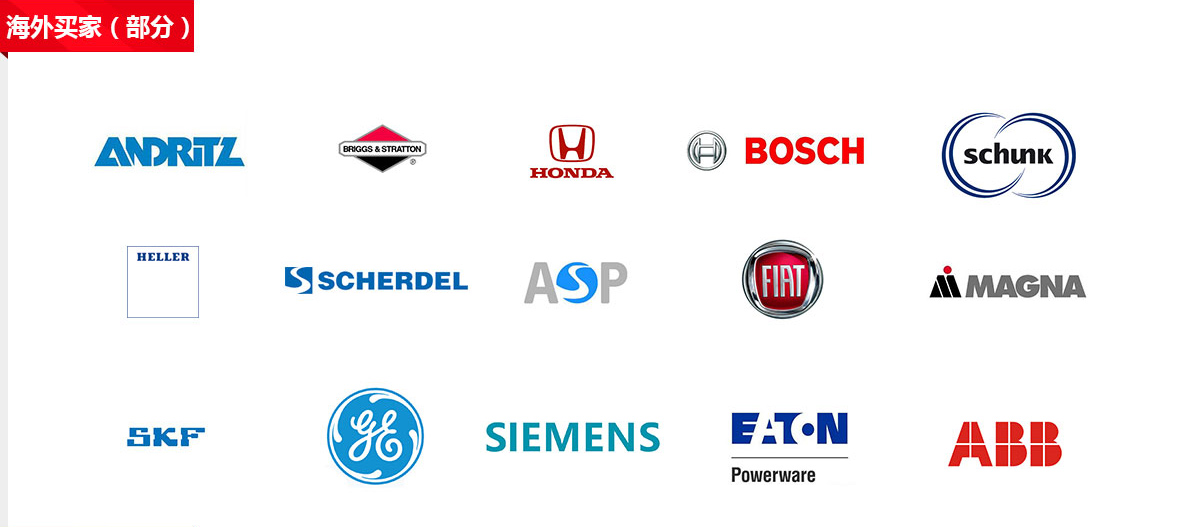 海外买家（部分）
ANDRITZ
BRIGGS & STRATTON
®
HONDA
BOSCH
schunk
HELLER
SCHERDEL
ASP
FIAT
MAGNA
SKF
GE
SIEMENS
EATON
Powerware
ABB